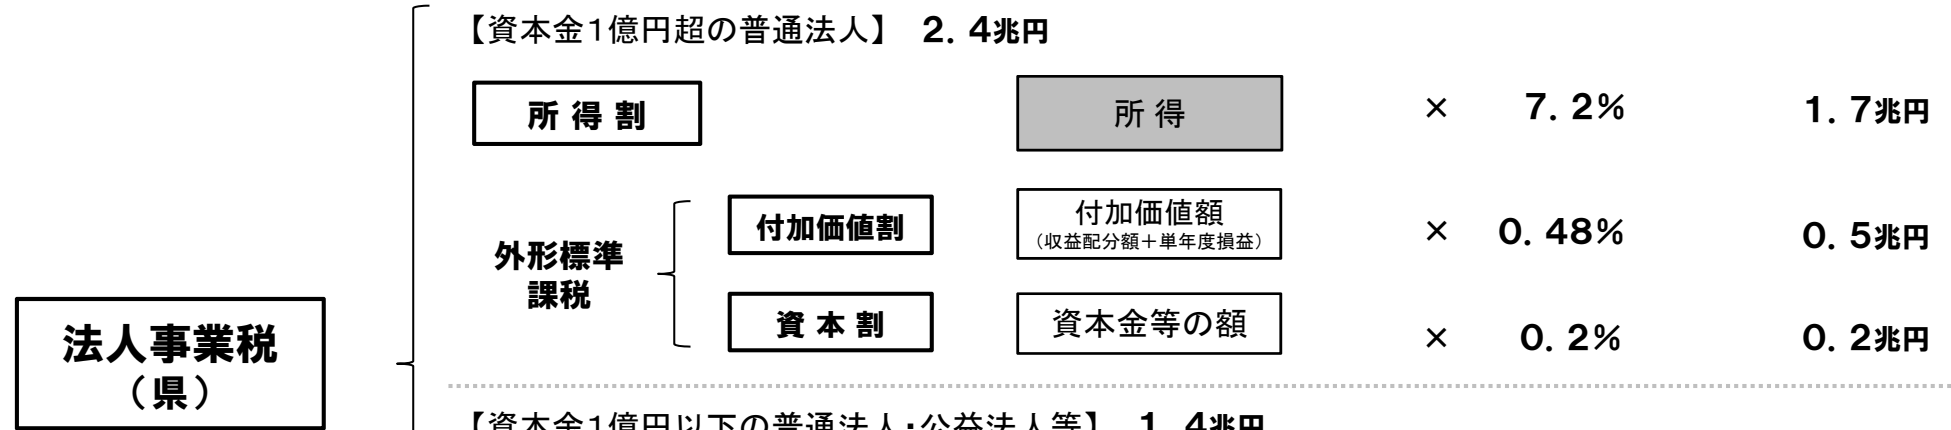 【資本金１億円超の普通法人】 ２．４兆円
所得割 所得 × ７．２％ １．７兆円
外形標準
課税
付加価値割 付加価値額
（収益配分額＋単年度損益）
× ０．４８％ ０．５兆円
資本割 資本金等の額 × ０．２％ ０．２兆円
法人事業税
（県）
【資本金１億円以下の普通法人・公益法人等】 １．４兆円